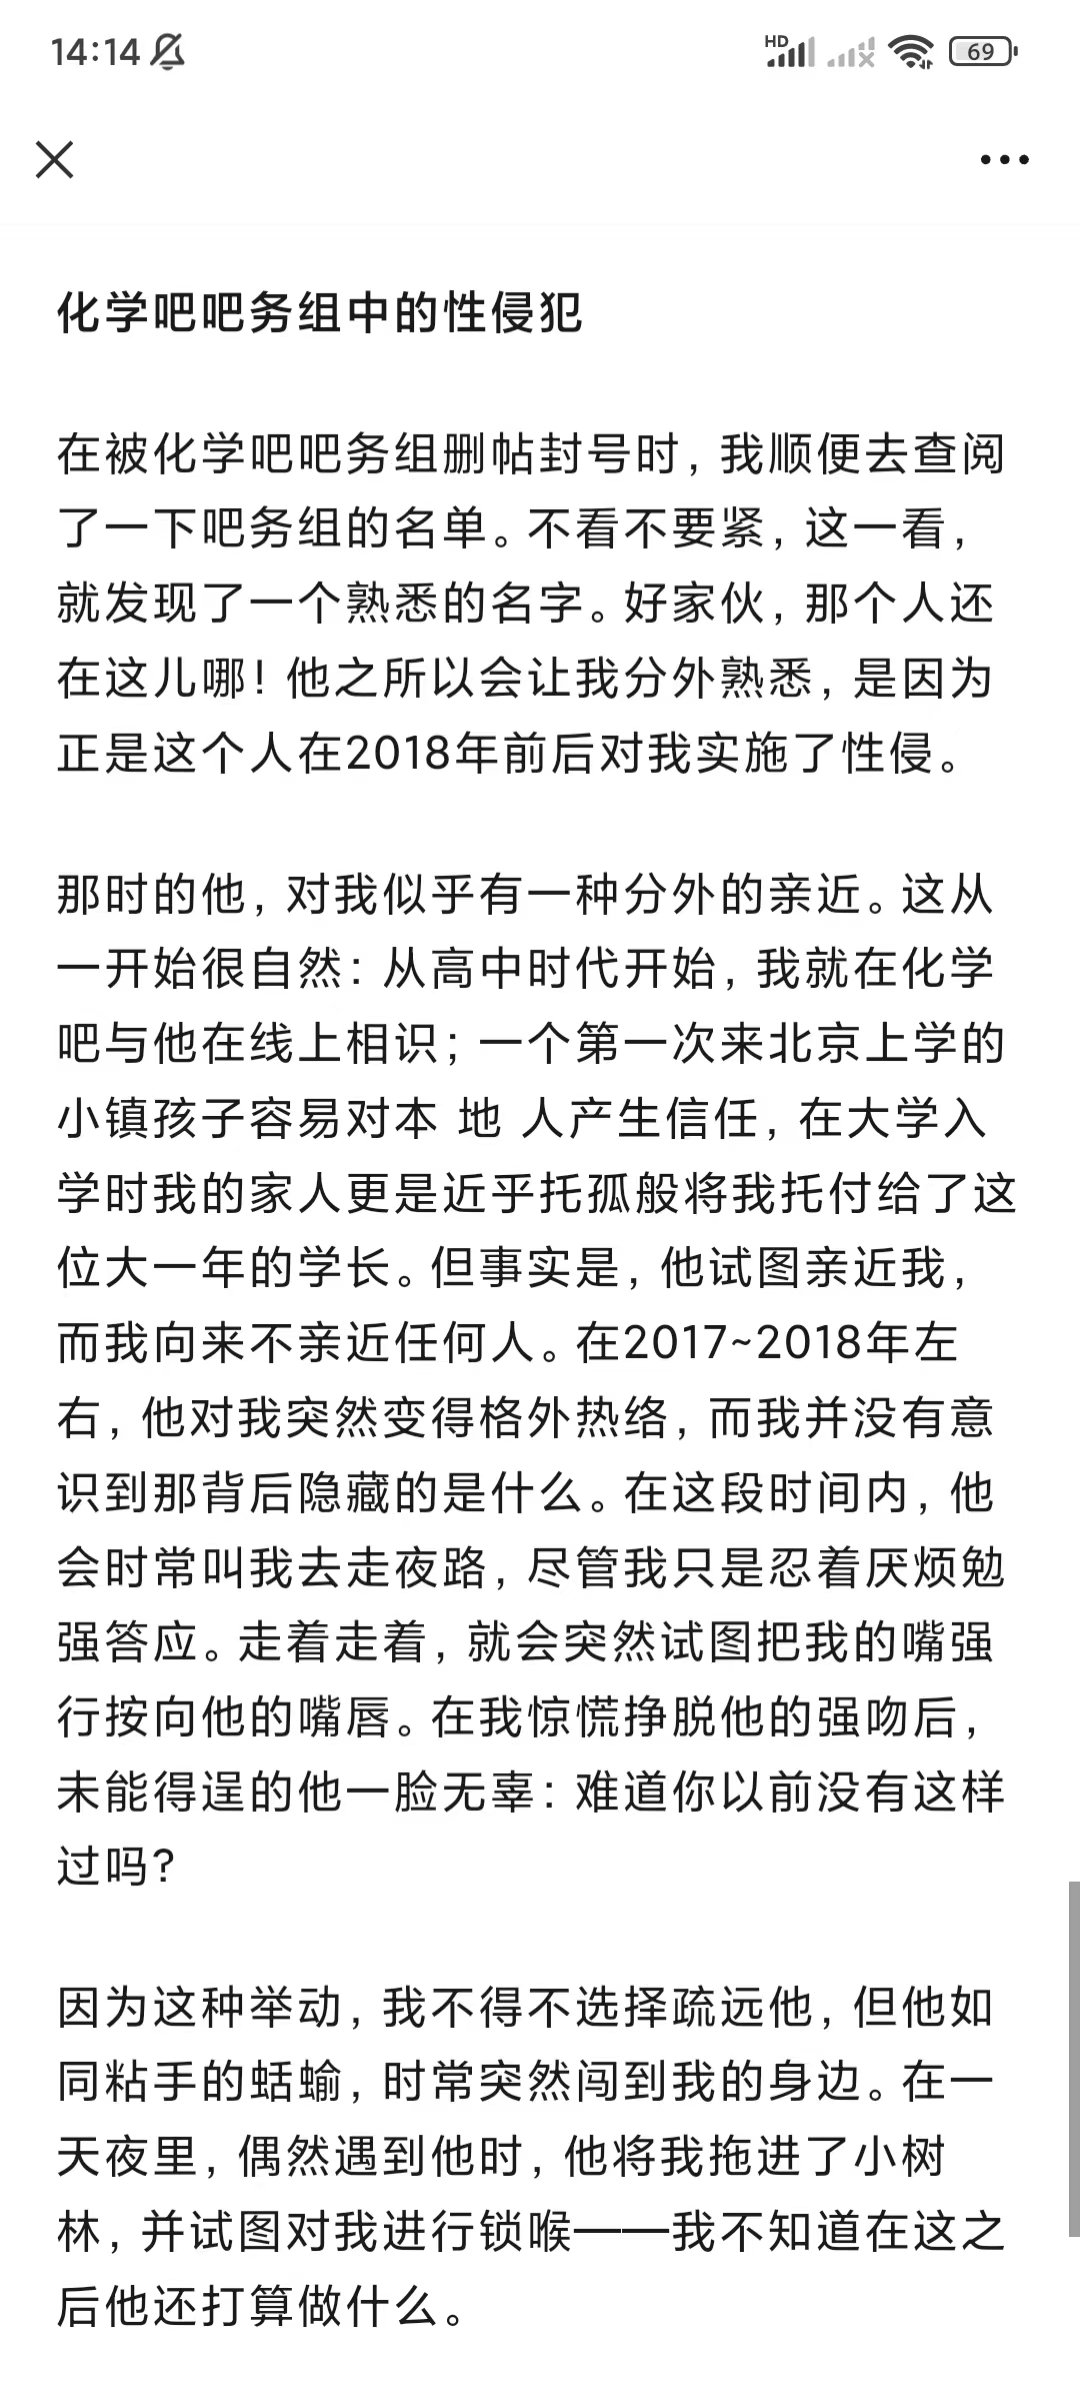 14:14
HD
69
化学吧吧务组中的性侵犯
在被化学吧吧务组删帖封号时，我顺便去查阅
了一下吧务组的名单。不看不要紧，这一看，
就发现了一个熟悉的名字。好家伙，那个人还
在这儿哪！他之所以会让我分外熟悉，是因为
正是这个人在2018年前后对我实施了性侵。
那时的他，对我似乎有一种分外的亲近。这从
一开始很自然：从高中时代开始，我就在化学
吧与他在线上相识；一个第一次来北京上学的
小镇孩子容易对本 地 人产生信任，在大学入
学时我的家人更是近乎托孤般将我托付给了这
位大一年的学长。但事实是，他试图亲近我，
而我向来不亲近任何人。在2017~2018年左
右，他对我突然变得格外热络，而我并没有意
识到那背后隐藏的是什么。在这段时间内，他
会时常叫我去走夜路，尽管我只是忍着厌烦勉
强答应。走着走着，就会突然试图把我的嘴强
行按向他的嘴唇。在我惊慌挣脱他的强吻后，
未能得逞的他一脸无辜：难道你以前没有这样
过吗？
因为这种举动，我不得不选择疏远他，但他如
同粘手的蛞蝓，时常突然闯到我的身边。在一
天夜里，偶然遇到他时，他将我拖进了小树
林，并试图对我进行锁喉——我不知道在这之
后他还打算做什么。